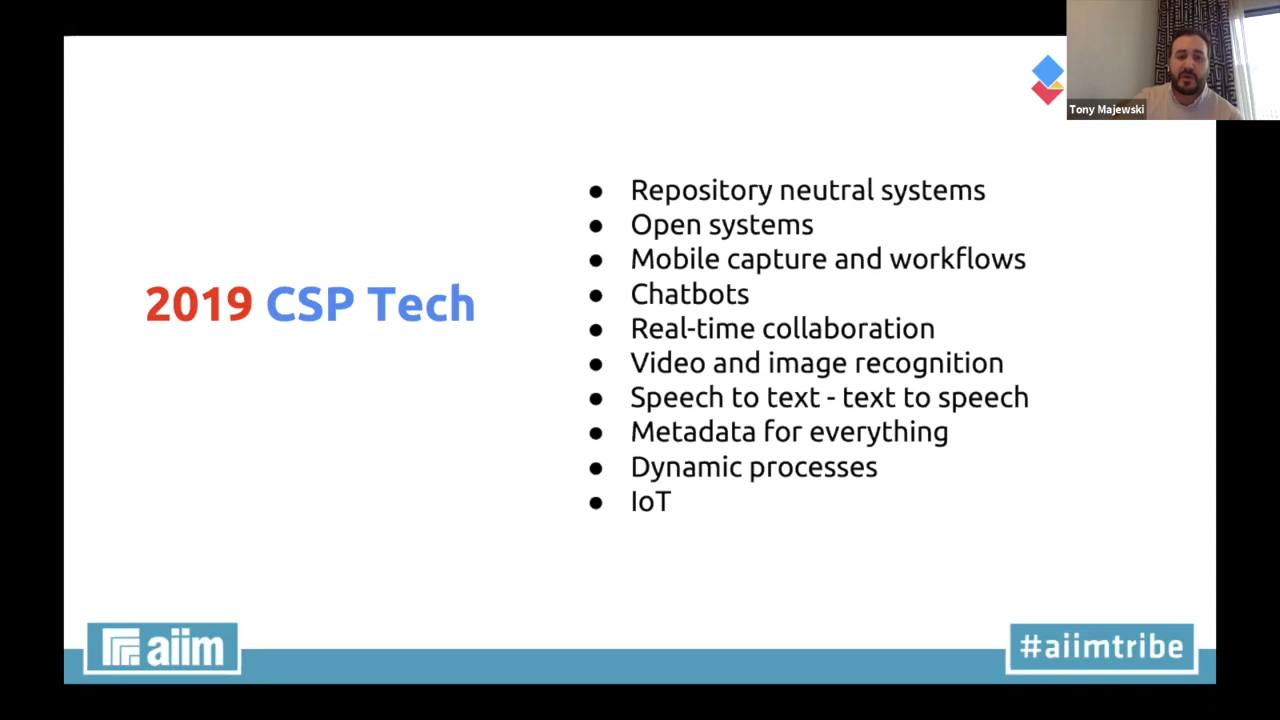 Tony Majewski
2019 CSP Tech
● Repository neutral systems
● Open systems
● Mobile capture and workflows
● Chatbots
● Real-time collaboration
● Video and image recognition
● Speech to text - text to speech
● Metadata for everything
● Dynamic processes
● IoT
aiim
#aiimtribe